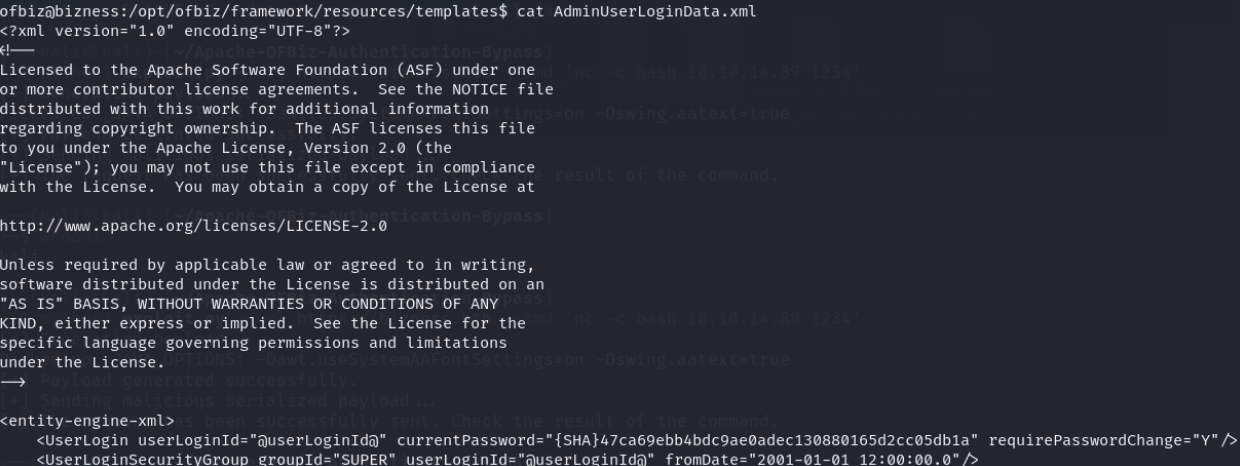 ofbiz@bizness:/opt/ofbiz/framework/resources/templates$ cat AdminUserLoginData.xml
<?xml version="1.0" encoding="UTF-8"?>
<!--
Licensed to the Apache Software Foundation (ASF) under one
or more contributor license agreements.  See the NOTICE file
distributed with this work for additional information
regarding copyright ownership.  The ASF licenses this file
to you under the Apache License, Version 2.0 (the
"License"); you may not use this file except in compliance
with the License.  You may obtain a copy of the License at

http://www.apache.org/licenses/LICENSE-2.0

Unless required by applicable law or agreed to in writing,
software distributed under the License is distributed on an
"AS IS" BASIS, WITHOUT WARRANTIES OR CONDITIONS OF ANY
KIND, either express or implied.  See the License for the
specific language governing permissions and limitations
under the License.
-->

<entity-engine-xml>
    <UserLogin userLoginId="@userLoginId@" currentPassword="{SHA}47ca69ebb4bdc9ae0adec130880165d2cc05db1a" requirePasswordChange="Y"/>
    <UserLoginSecurityGroup groupId="SUPER" userLoginId="@userLoginId@" fromDate="2001-01-01 12:00:00.0"/>